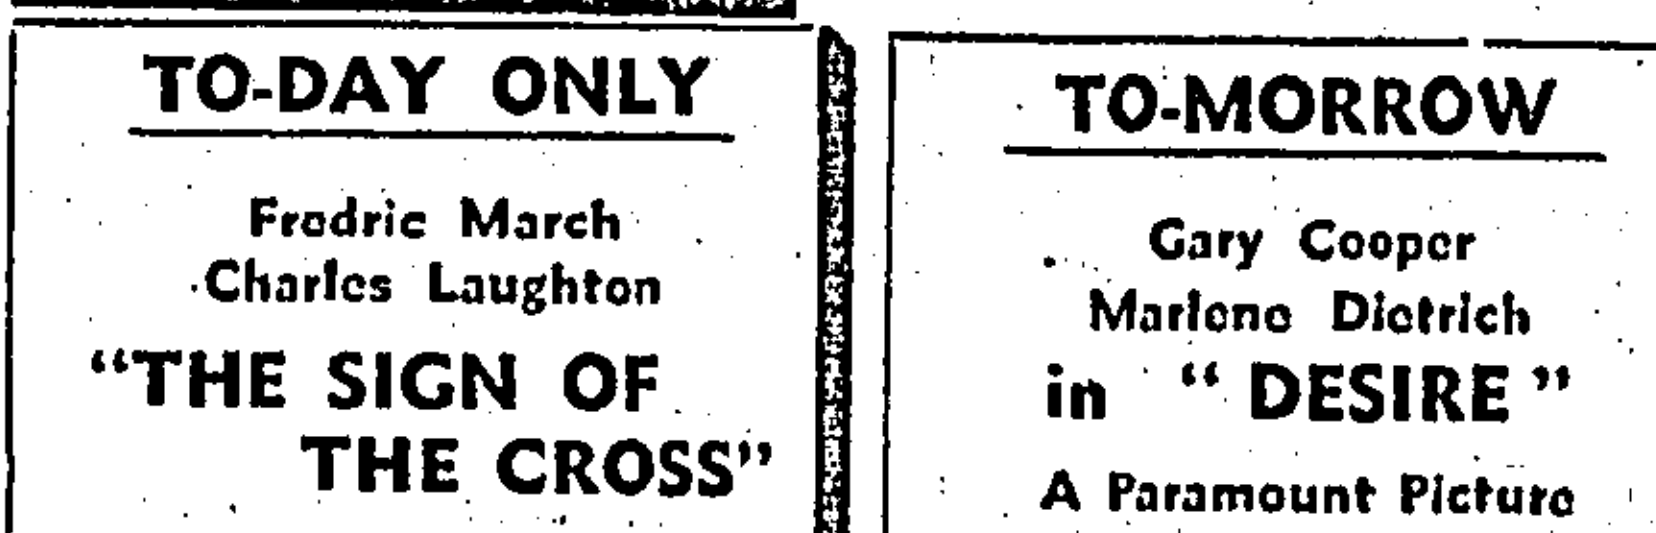 TO-DAY ONLY
Fredric March
Charles Laughton
"THE SIGN OF
THE CROSS"
TO-MORROW
Gary Cooper
Marlene Dietrich
in "DESIRE"
A Paramount Picture